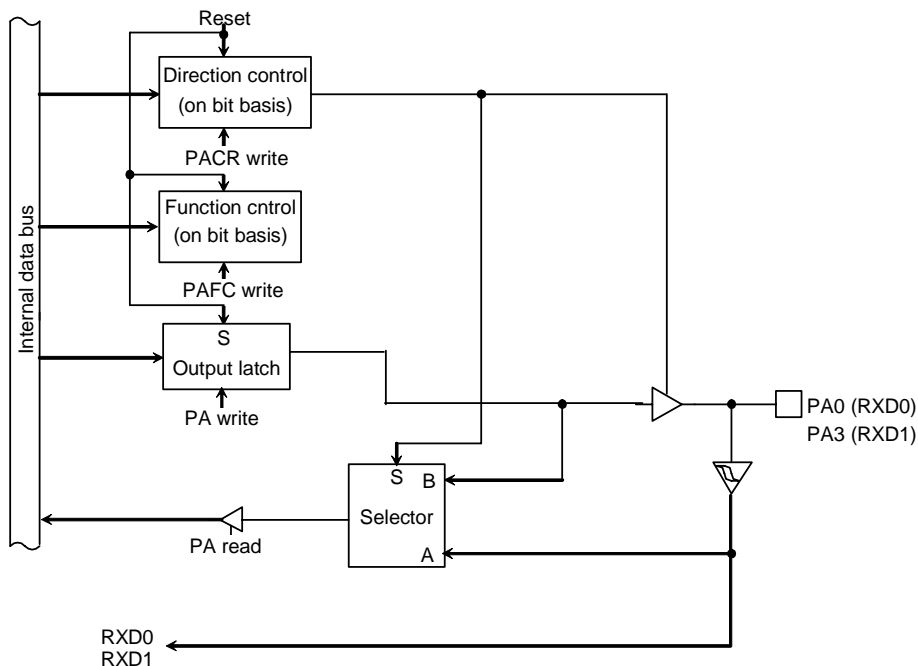 Reset
Direction control
(on bit basis)
PACR write
Function cntrol
(on bit basis)
PAFC write
Internal data bus
S
Output latch
PA write
PA0 (RXD0)
PA3 (RXD1)
S
B
Selector
A
PA read
RXD0
RXD1